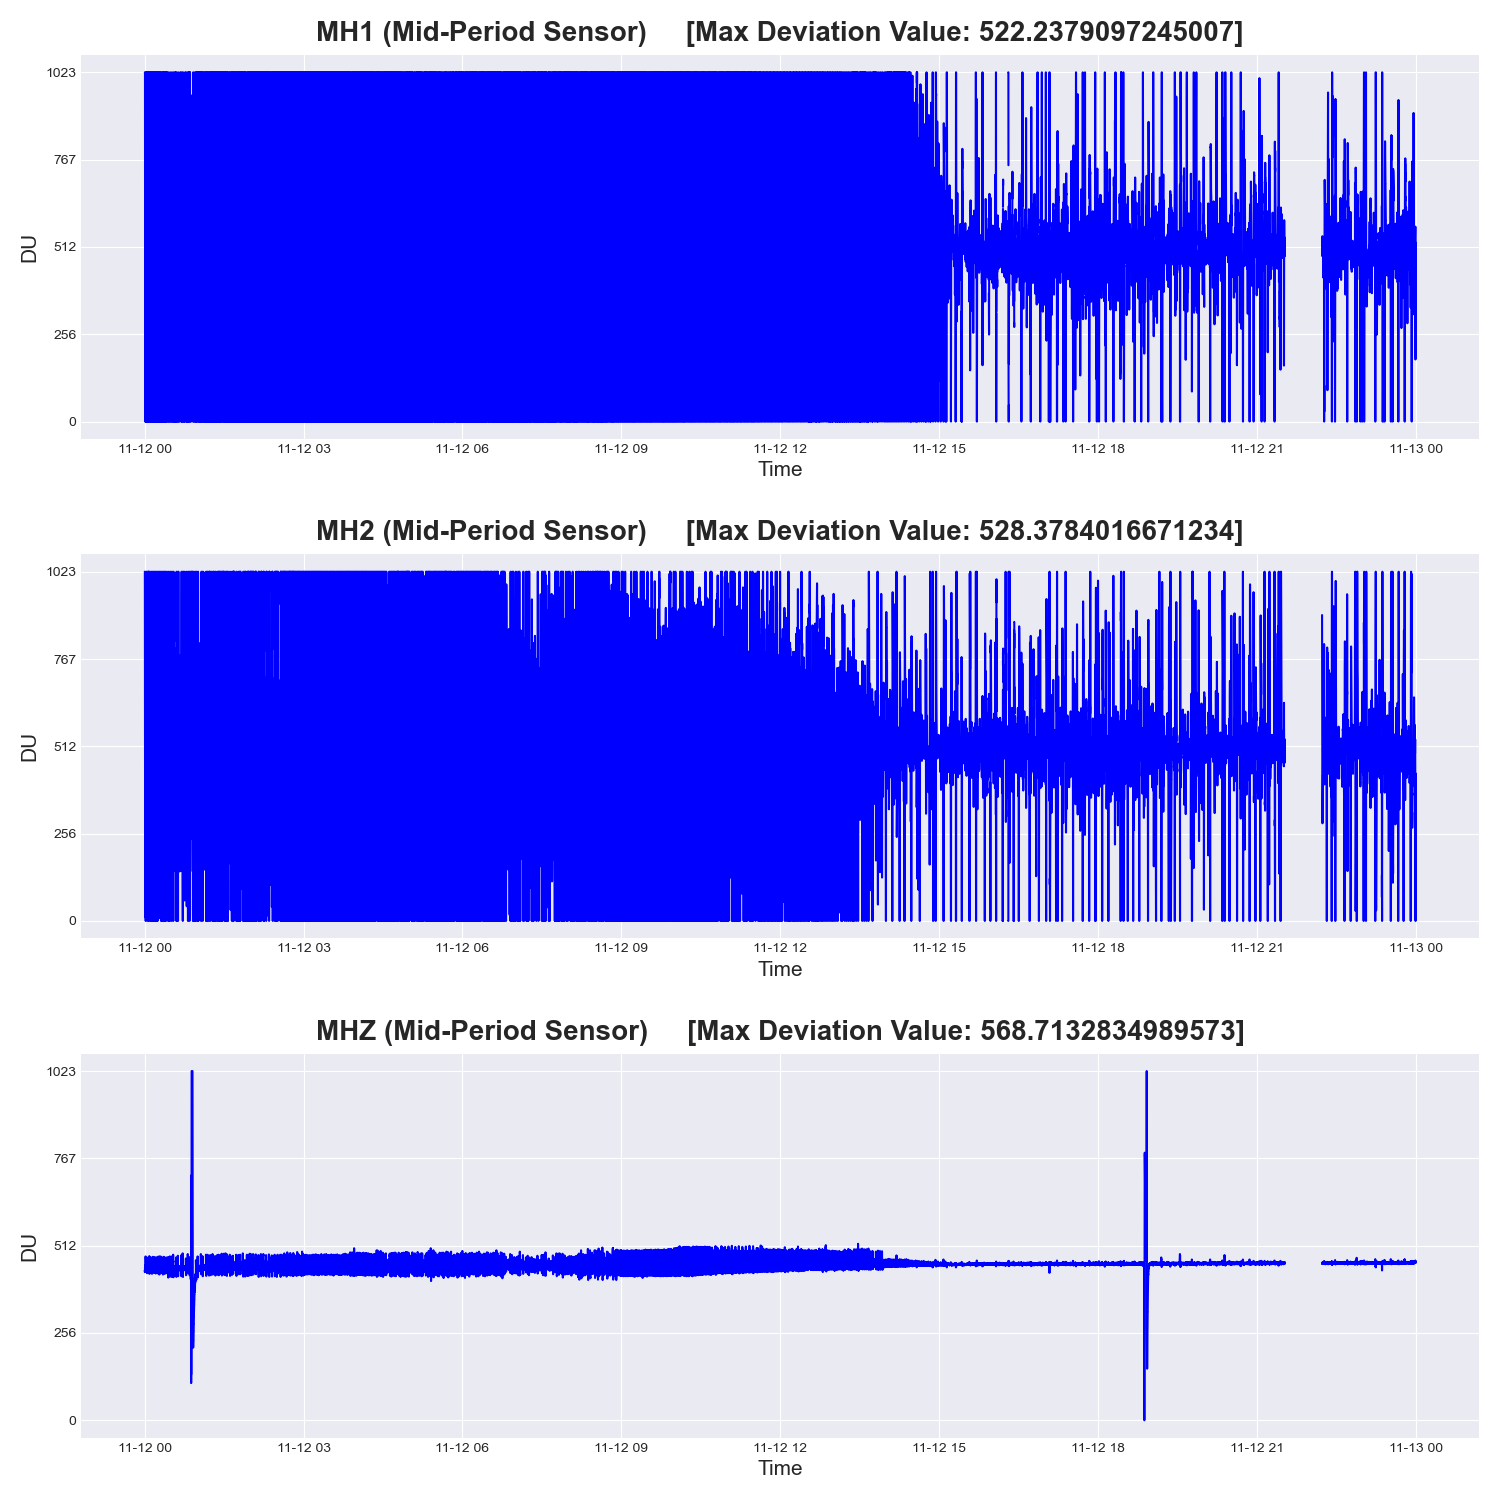 MH1 (Mid-Period Sensor) [Max Deviation Value: 522.2379097245007]
1023
767
512
256
0
DU
11-12 00 11-12 03 11-12 06 11-12 09 11-12 12 11-12 15 11-12 18 11-12 21 11-13 00
Time
MH2 (Mid-Period Sensor) [Max Deviation Value: 528.3784016671234]
1023
767
512
256
0
DU
11-12 00 11-12 03 11-12 06 11-12 09 11-12 12 11-12 15 11-12 18 11-12 21 11-13 00
Time
MHZ (Mid-Period Sensor) [Max Deviation Value: 568.7132834989573]
1023
767
512
256
0
DU
11-12 00 11-12 03 11-12 06 11-12 09 11-12 12 11-12 15 11-12 18 11-12 21 11-13 00
Time